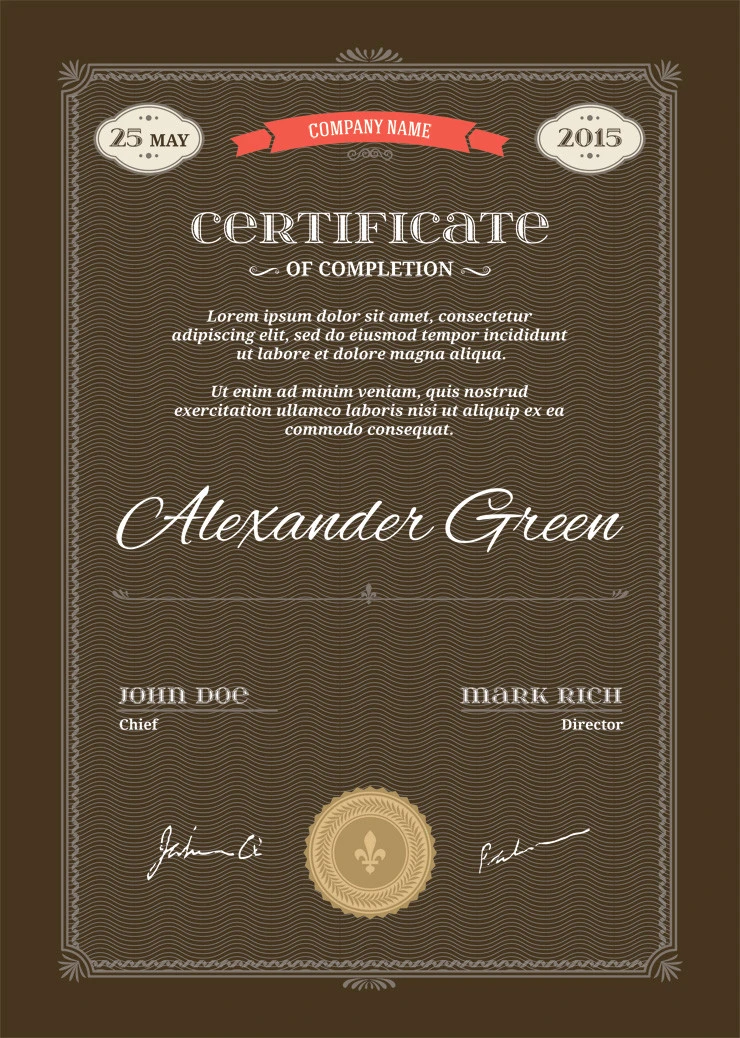 25 MAY
COMPANY NAME
2015
CERTIFICATE
OF COMPLETION
Lorem ipsum dolor sit amet, consectetur
adipiscing elit, sed do eiusmod tempor incididunt
ut labore et dolore magna aliqua.
Ut enim ad minim veniam, quis nostrud
exercitation ullamco laboris nisi ut aliquip ex ea
commodo consequat.
Alexander Green
JOHN DOE
Chief
MARK RICH
Director